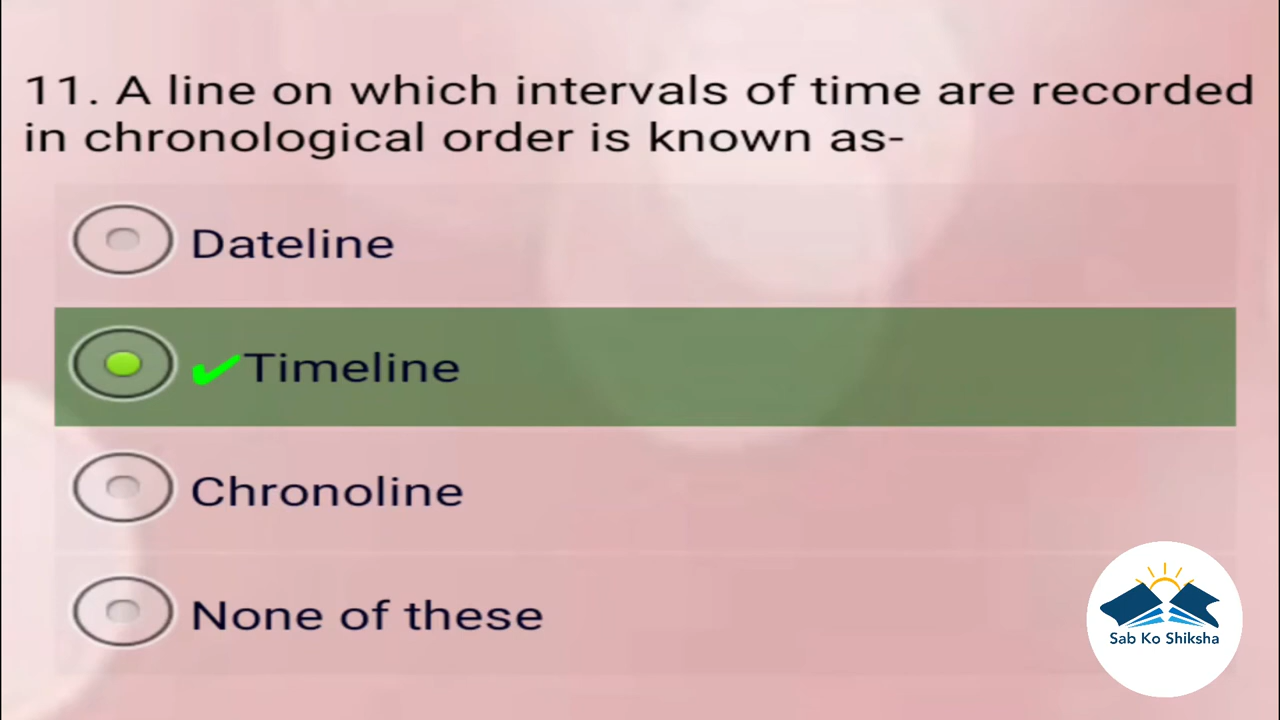 11. A line on which intervals of time are recorded
in chronological order is known as-
Dateline
✔Timeline
Chronoline
None of these
Sab Ko Shiksha